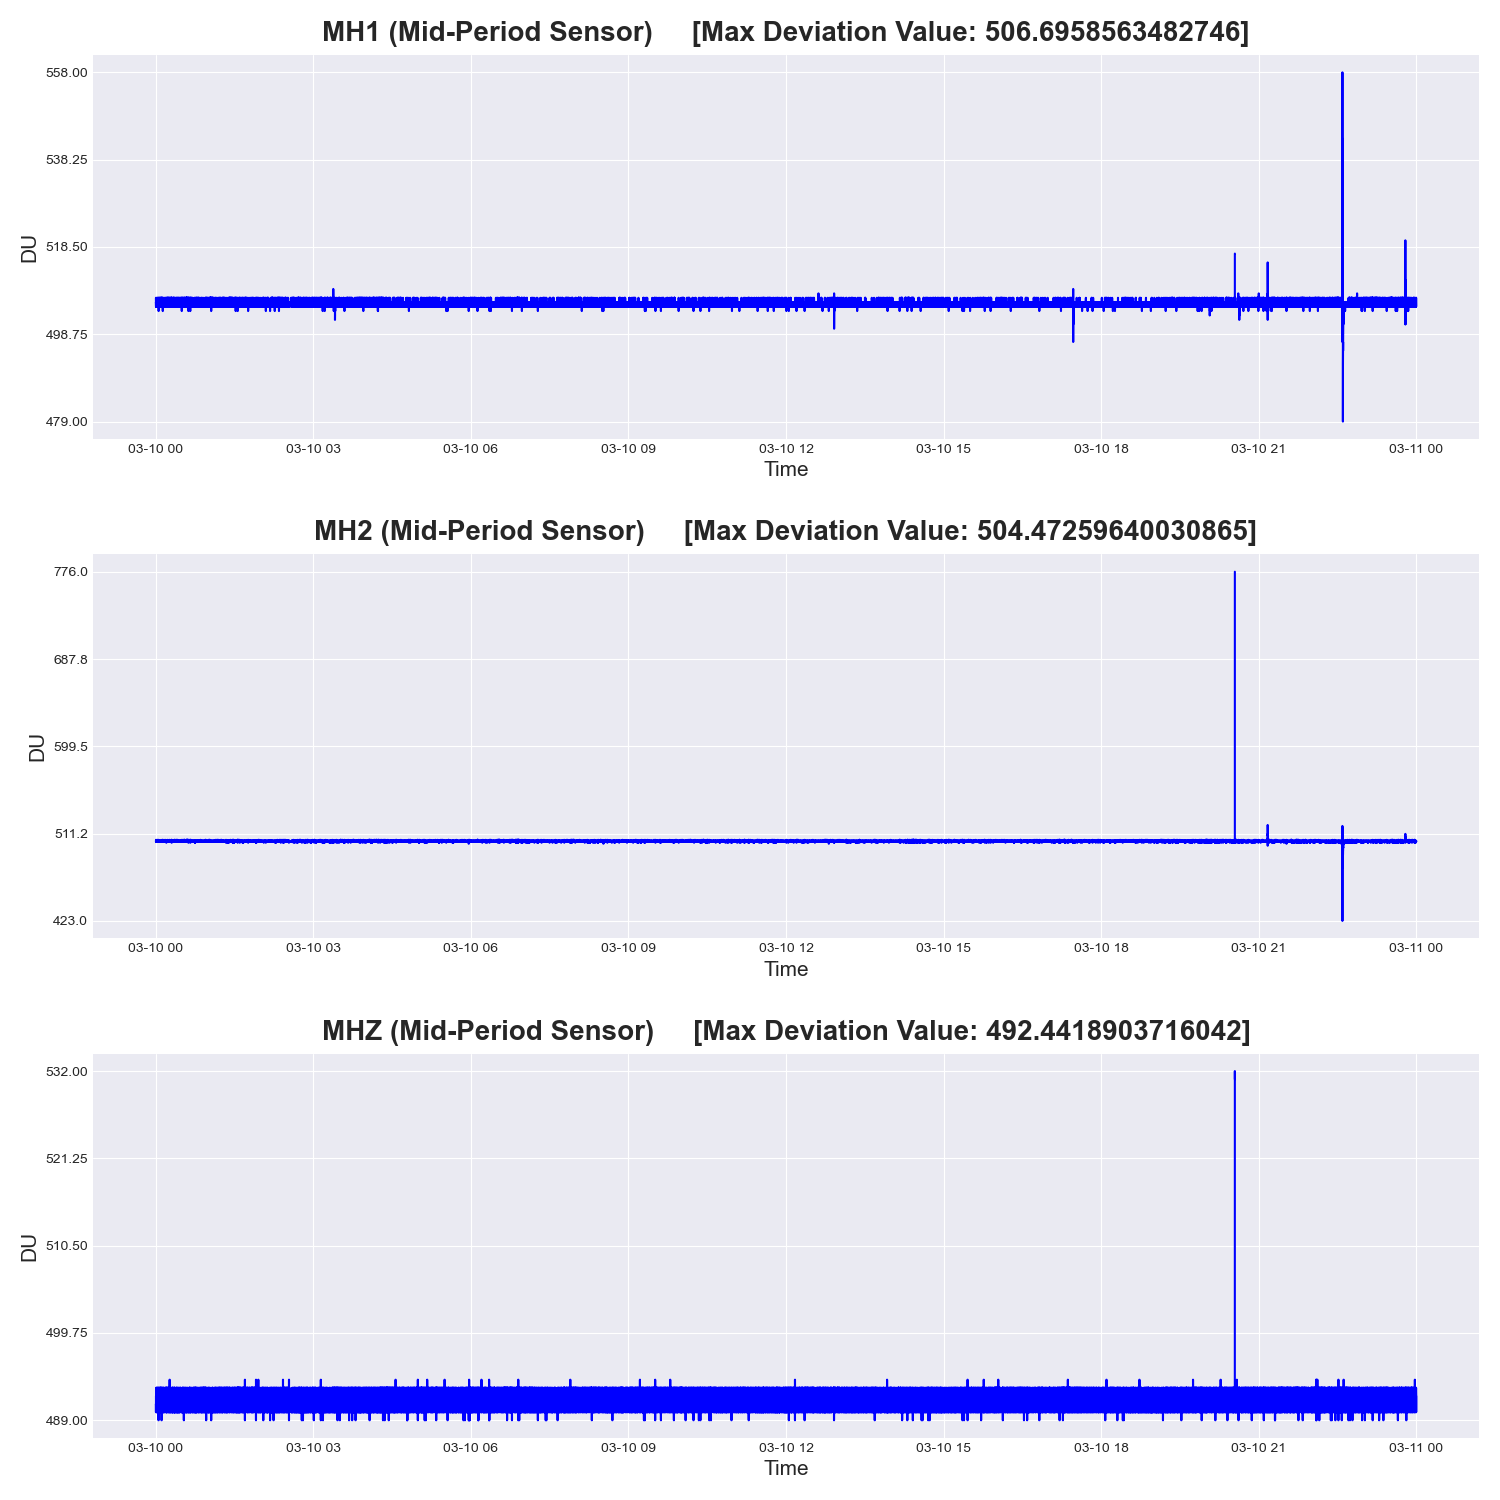 MH1 (Mid-Period Sensor) [Max Deviation Value: 506.6958563482746]
558.00
538.25
518.50
498.75
479.00
DU
03-10 00 03-10 03 03-10 06 03-10 09 03-10 12 03-10 15 03-10 18 03-10 21 03-11 00
Time
MH2 (Mid-Period Sensor) [Max Deviation Value: 504.47259640030865]
776.0
687.8
599.5
511.2
423.0
DU
03-10 00 03-10 03 03-10 06 03-10 09 03-10 12 03-10 15 03-10 18 03-10 21 03-11 00
Time
MHZ (Mid-Period Sensor) [Max Deviation Value: 492.4418903716042]
532.00
521.25
510.50
499.75
489.00
DU
03-10 00 03-10 03 03-10 06 03-10 09 03-10 12 03-10 15 03-10 18 03-10 21 03-11 00
Time